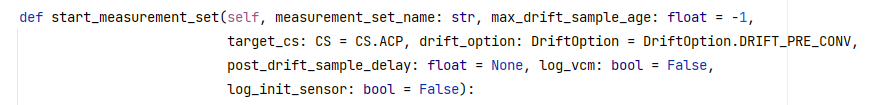 def start_measurement_set(self, measurement_set_name: str, max_drift_sample_age: float = -1,
target_cs: CS = CS.ACP, drift_option: DriftOption = DriftOption.DRIFT_PRE_CONV,
post_drift_sample_delay: float = None, log_vcm: bool = False,
log_init_sensor: bool = False):